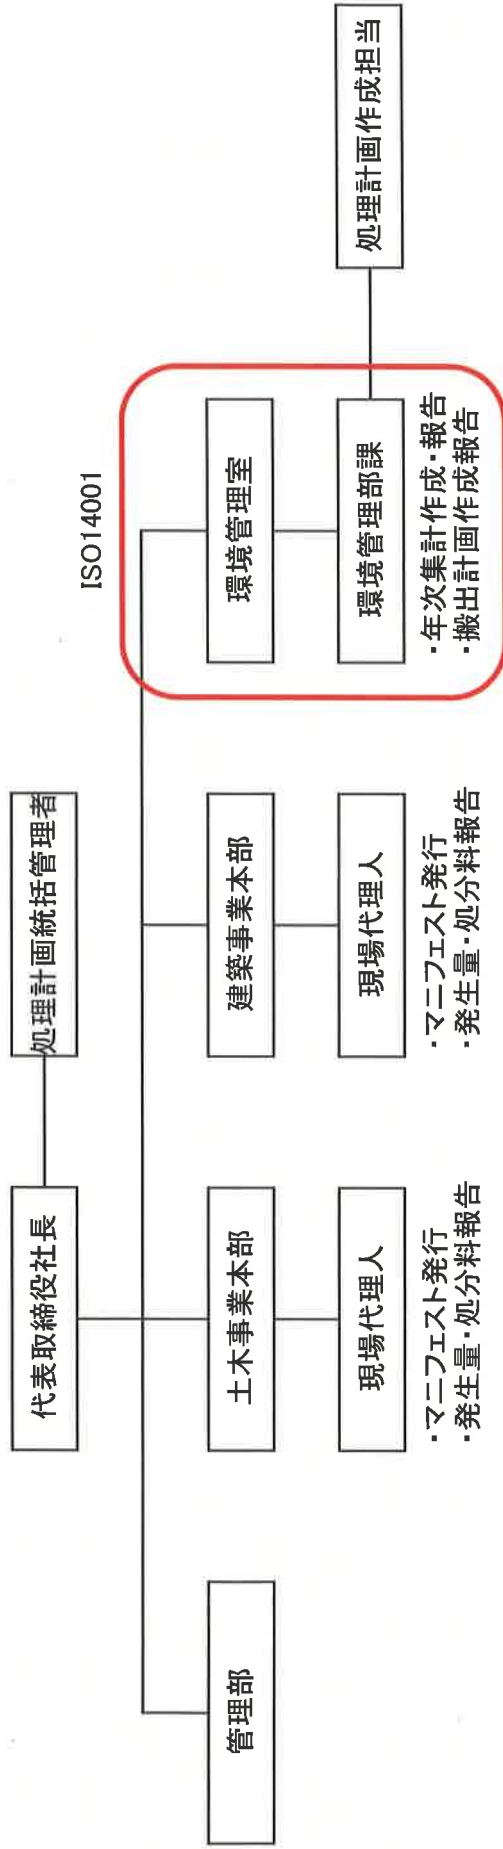 代表取締役社長
処理計画統括管理者
ISO14001
管理部
土木事業本部
建築事業本部
環境管理室
現場代理人
現場代理人
環境管理部課
処理計画作成担当
・マニフェスト発行
・発生量・処分料報告
・マニフェスト発行
・発生量・処分料報告
・年次集計作成・報告
・搬出計画作成報告